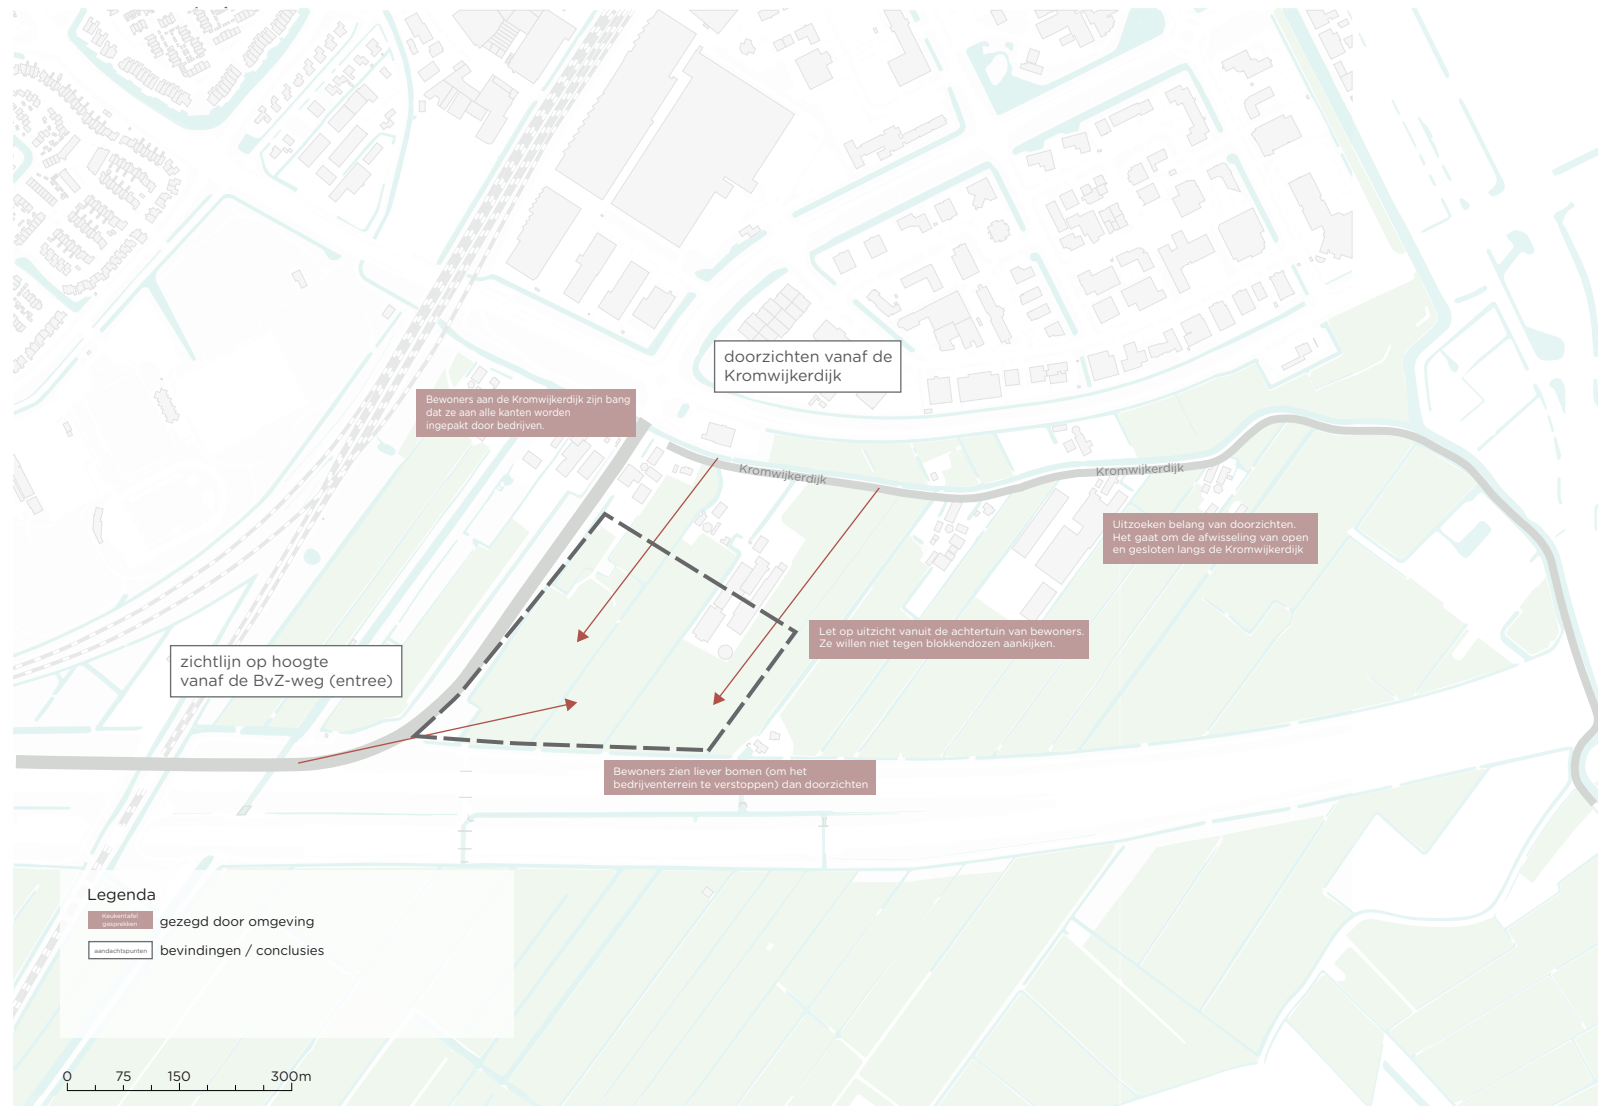 doorzichten vanaf de
Kromwijkerdijk
Bewoners aan de Kromwijkerdijk zijn bang
dat ze aan alle kanten worden
ingepakt door bedrijven.
Kromwijkerdijk
Kromwijkerdijk
Uitzoeken belang van doorzichten.
Het gaat om de afwisseling van open
en gesloten langs de Kromwijkerdijk
Let op uitzicht vanuit de achtertuin van bewoners.
Ze willen niet tegen blokkendozen aankijken.
zichtlijn op hoogte
vanaf de BvZ-weg (entree)
Bewoners zien liever bomen (om het
bedrijventerrein te verstoppen) dan doorzichten
Legenda
Keukentafel
gesprekken
gezegd door omgeving
aandachtspunten
bevindingen / conclusies
0 75 150 300m